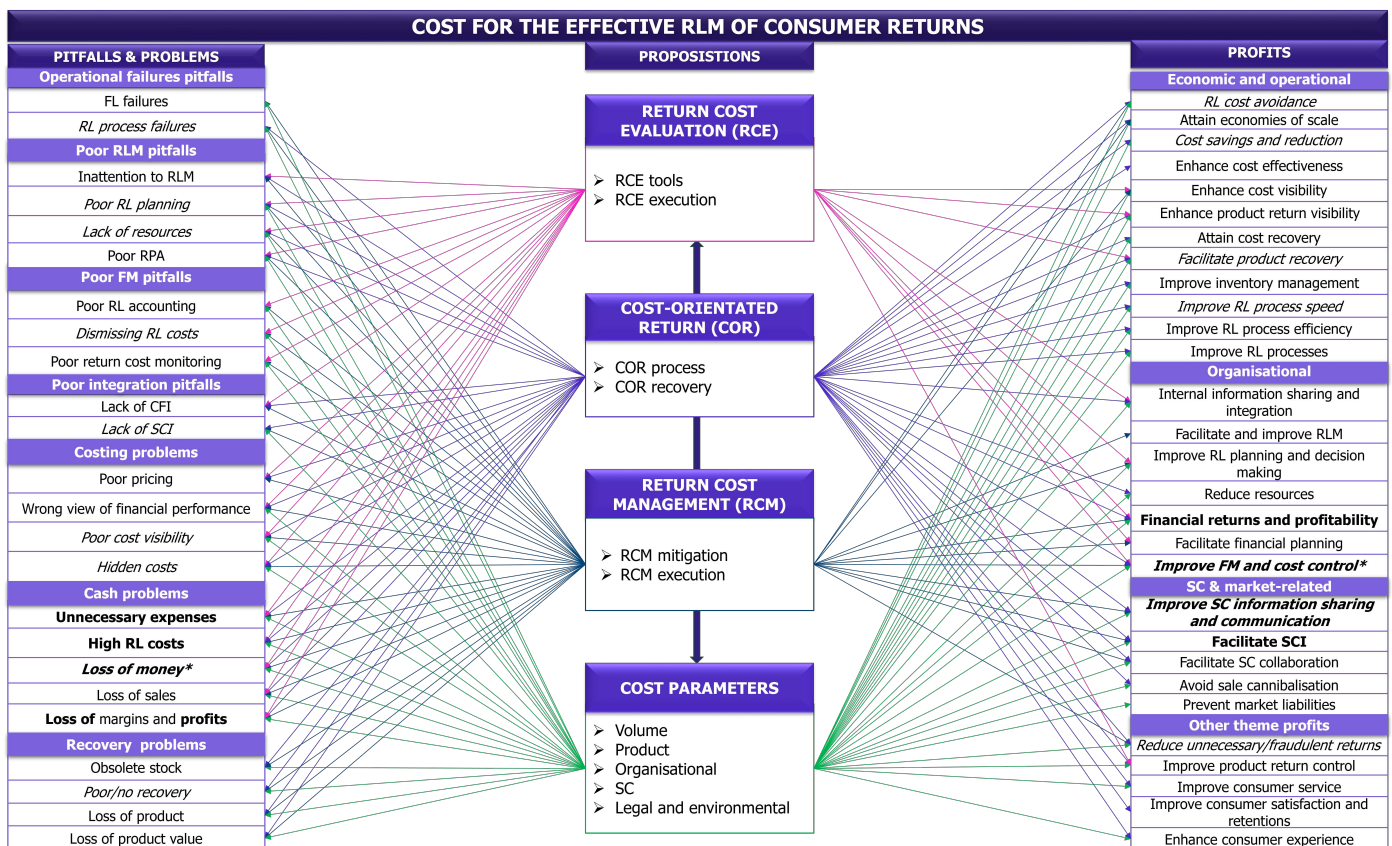 COST FOR THE EFFECTIVE RLM OF CONSUMER RETURNS
PITFALLS & PROBLEMS
Operational failures pitfalls
FL failures
RL process failures
Poor RLM pitfalls
Inattention to RLM
Poor RL planning
Lack of resources
Poor RPA
Poor FM pitfalls
Poor RL accounting
Dismissing RL costs
Poor return cost monitoring
Poor integration pitfalls
Lack of CFI
Lack of SCI
Costing problems
Poor pricing
Wrong view of financial performance
Poor cost visibility
Hidden costs
Cash problems
Unnecessary expenses
High RL costs
Loss of money*
Loss of sales
Loss of margins and profits
Recovery problems
Obsolete stock
Poor/no recovery
Loss of product
Loss of product value
PROPOSISTIONS
RETURN COST
EVALUATION (RCE)
➢ RCE tools
➢ RCE execution
COST-ORIENTATED
RETURN (COR)
➢ COR process
➢ COR recovery
RETURN COST
MANAGEMENT (RCM)
➢ RCM mitigation
➢ RCM execution
COST PARAMETERS
➢ Volume
➢ Product
➢ Organisational
➢ SC
➢ Legal and environmental
PROFITS
Economic and operational
RL cost avoidance
Attain economies of scale
Cost savings and reduction
Enhance cost effectiveness
Enhance cost visibility
Enhance product return visibility
Attain cost recovery
Facilitate product recovery
Improve inventory management
Improve RL process speed
Improve RL process efficiency
Improve RL processes
Organisational
Internal information sharing and
integration
Facilitate and improve RLM
Improve RL planning and decision
making
Reduce resources
Financial returns and profitability
Facilitate financial planning
Improve FM and cost control*
SC & market-related
Improve SC information sharing
and communication
Facilitate SCI
Facilitate SC collaboration
Avoid sale cannibalisation
Prevent market liabilities
Other theme profits
Reduce unnecessary/fraudulent returns
Improve product return control
Improve consumer service
Improve consumer satisfaction and
retentions
Enhance consumer experience